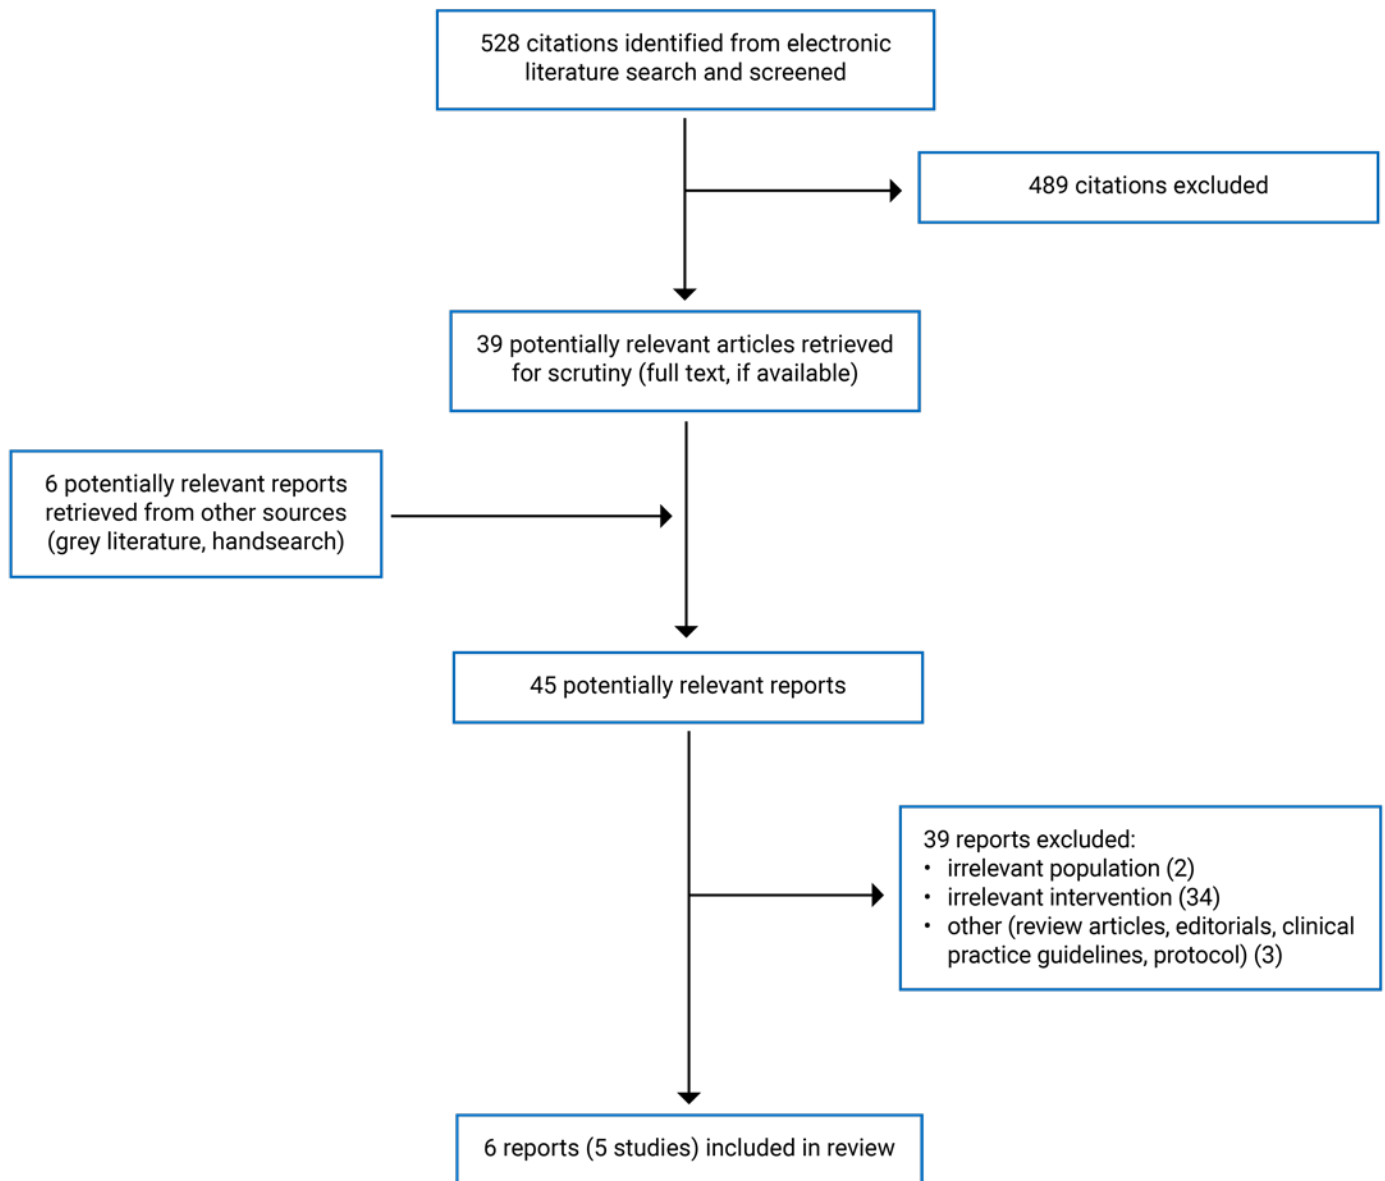 528 citations identified from electronic
literature search and screened
489 citations excluded
39 potentially relevant articles retrieved
for scrutiny (full text, if available)
6 potentially relevant reports
retrieved from other sources
(grey literature, handsearch)
45 potentially relevant reports
39 reports excluded:
• irrelevant population (2)
• irrelevant intervention (34)
• other (review articles, editorials, clinical
practice guidelines, protocol) (3)
6 reports (5 studies) included in review